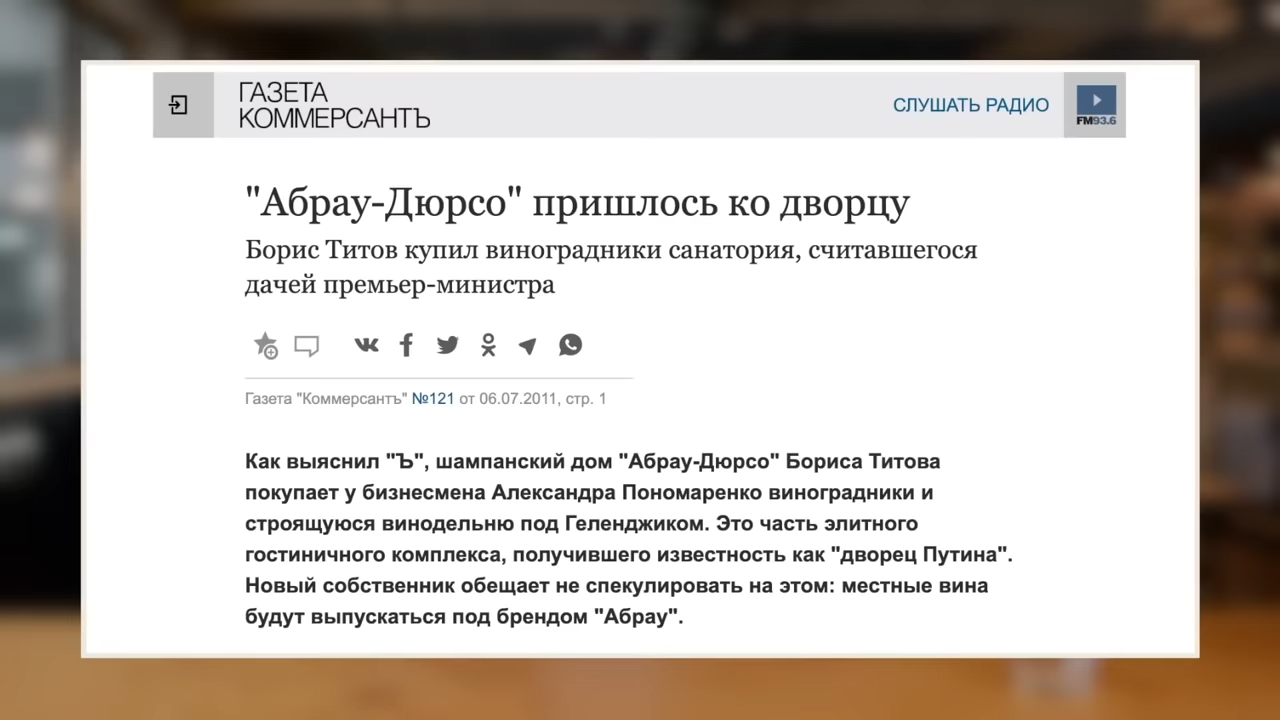 ГАЗЕТА
КОММЕРСАНТЪ
СЛУШАТЬ РАДИО
FM93.6
"Абрау-Дюрсо" пришлось ко дворцу
Борис Титов купил виноградники санатория, считавшегося
дачей премьер-министра
Газета "Коммерсантъ" №121 от 06.07.2011, стр. 1
Как выяснил "Ъ", шампанский дом "Абрау-Дюрсо" Бориса Титова
покупает у бизнесмена Александра Пономаренко виноградники и
строящуюся винодельню под Геленджиком. Это часть элитного
гостиничного комплекса, получившего известность как "дворец Путина".
Новый собственник обещает не спекулировать на этом: местные вина
будут выпускаться под брендом "Абрау".